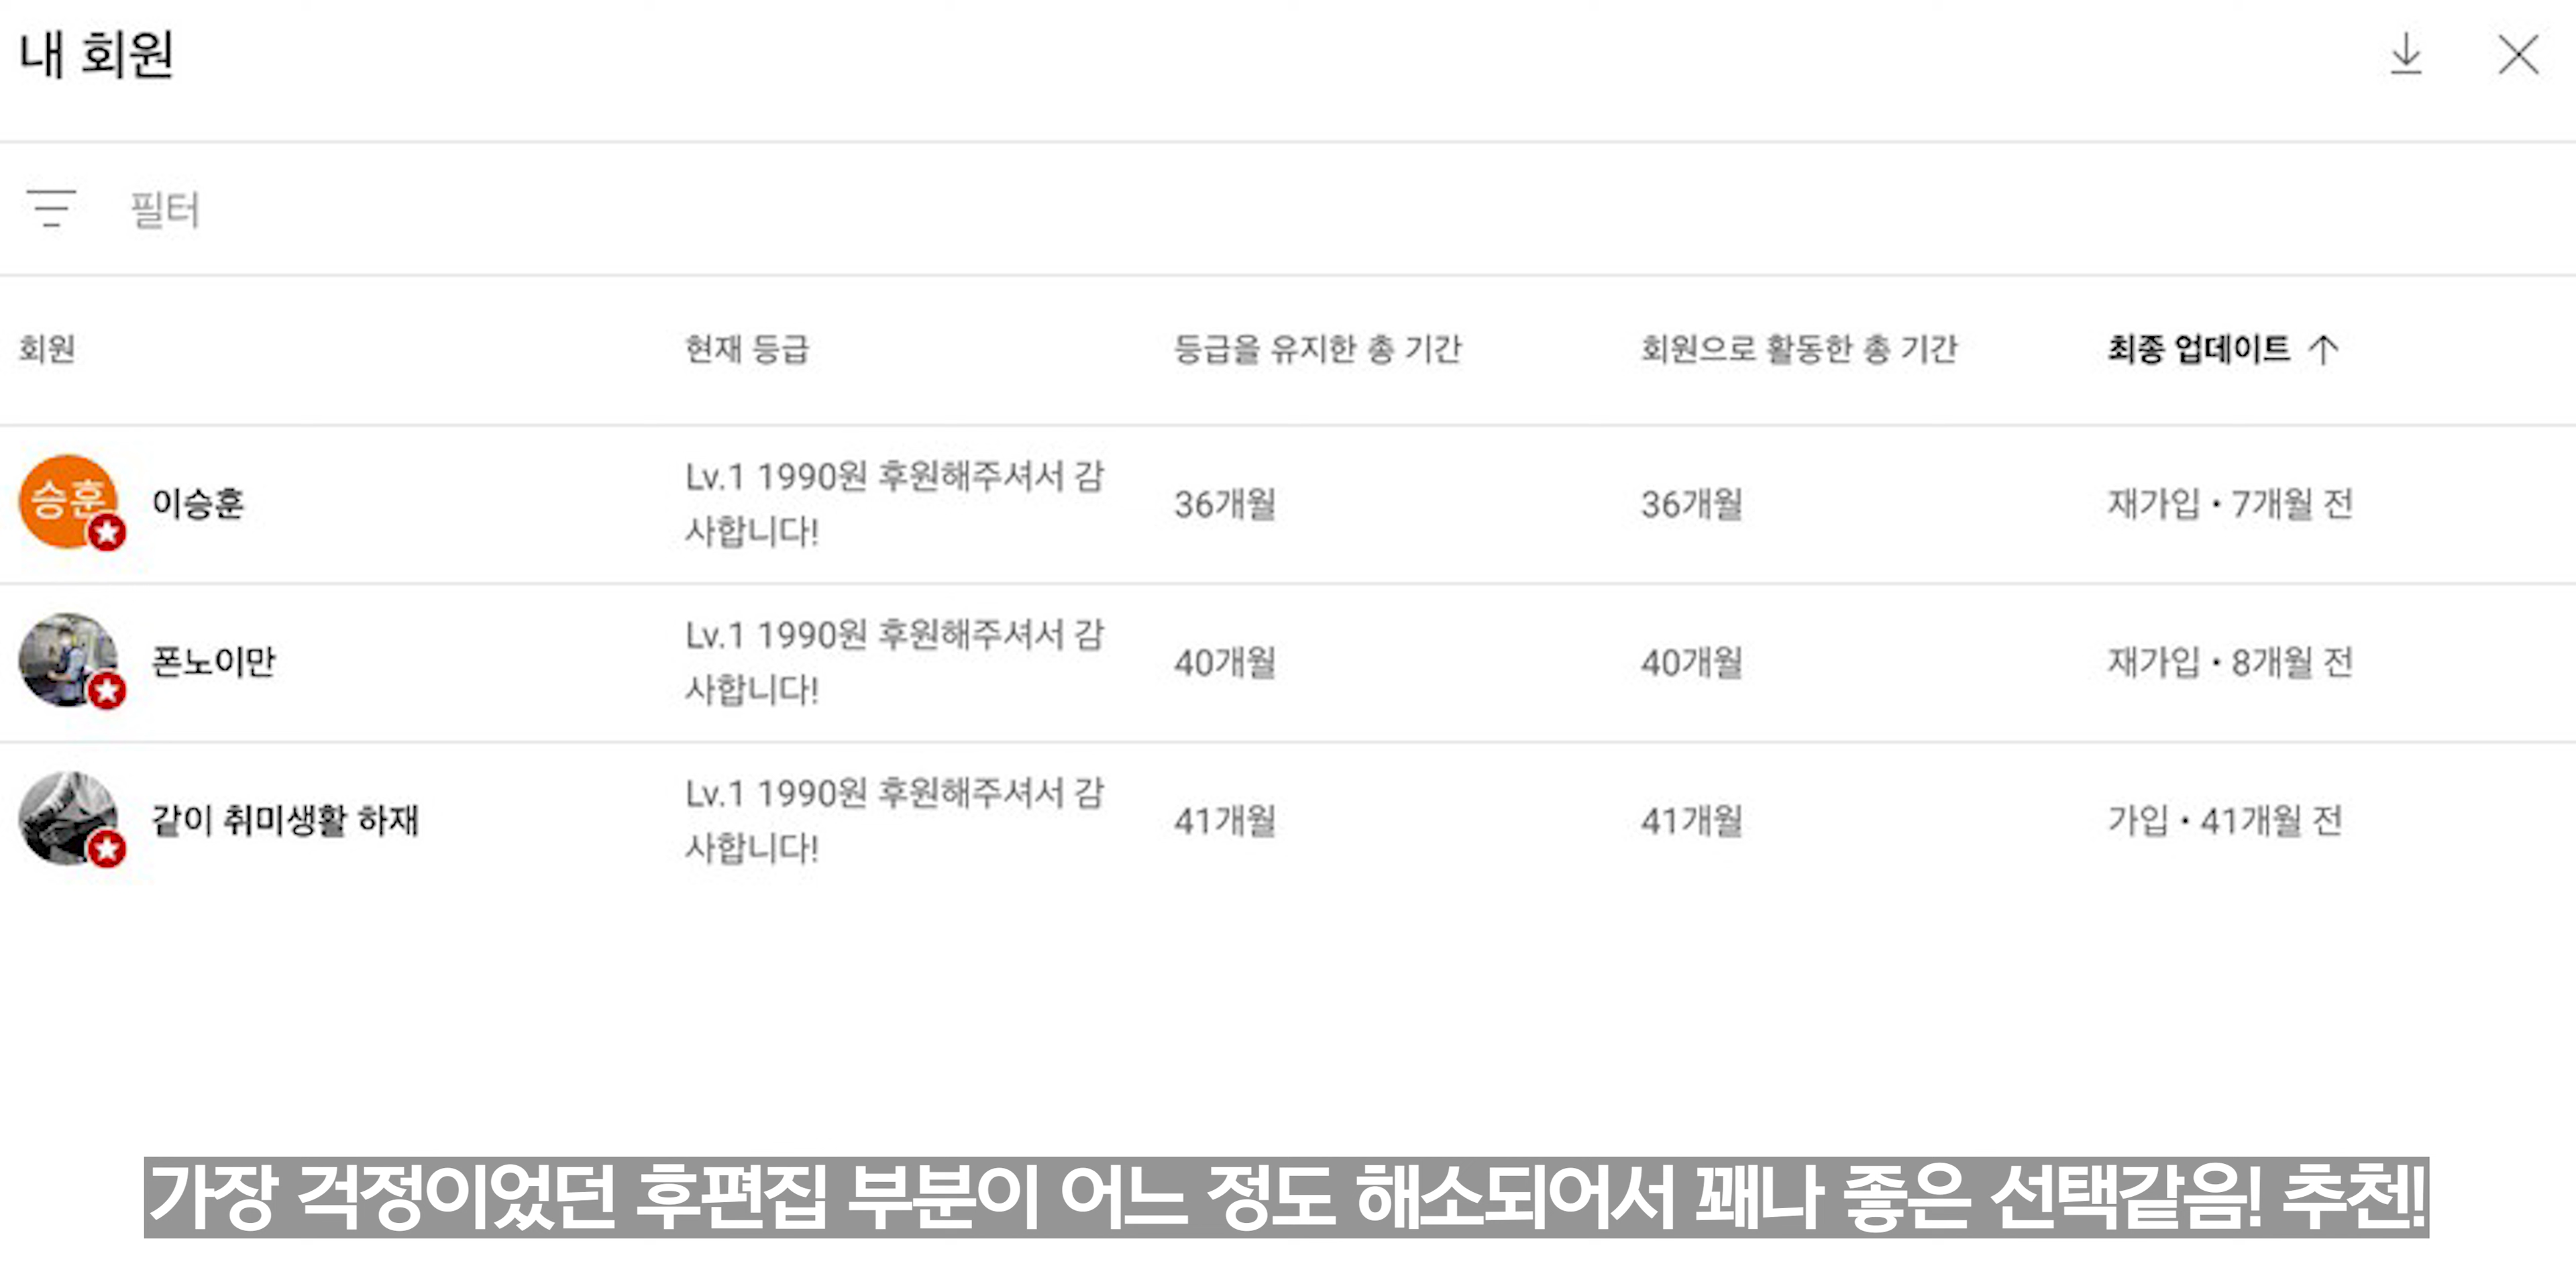 내 회원
필터
회원 현재 등급 등급을 유지한 총 기간 회원으로 활동한 총 기간 최종 업데이트
승훈
이승훈
Lv.1 1990원 후원해주셔서 감
사합니다!
36개월
36개월
재가입 • 7개월 전
폰노이만
Lv.1 1990원 후원해주셔서 감
사합니다!
40개월
40개월
재가입 • 8개월 전
같이 취미생활 하재
Lv.1 1990원 후원해주셔서 감
사합니다!
41개월
41개월
가입 • 41개월 전
가장 걱정이었던 후편집 부분이 어느 정도 해소되어서 꽤나 좋은 선택같음! 추천!